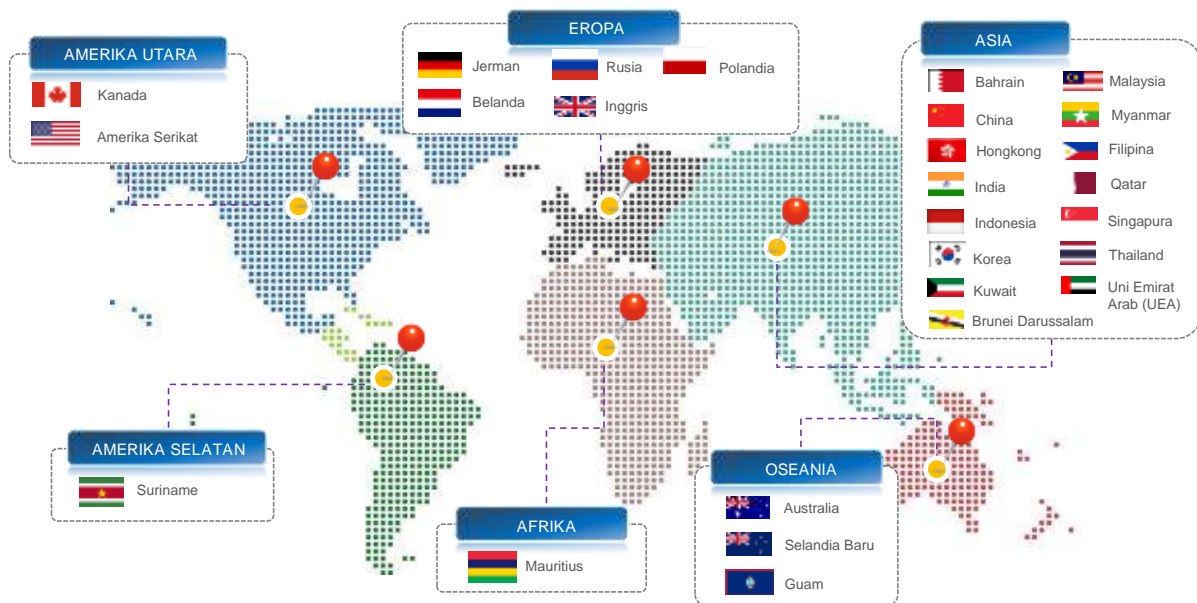 AMERIKA UTARA
Kanada
Amerika Serikat
EROPA
Jerman
Rusia
Polandia
Belanda
Inggris
ASIA
Bahrain
Malaysia
China
Myanmar
Hongkong
Filipina
India
Qatar
Indonesia
Singapura
Korea
Thailand
Kuwait
Uni Emirat
Arab (UEA)
Brunei Darussalam
AMERIKA SELATAN
Suriname
AFRIKA
Mauritius
OSEANIA
Australia
Selandia Baru
Guam